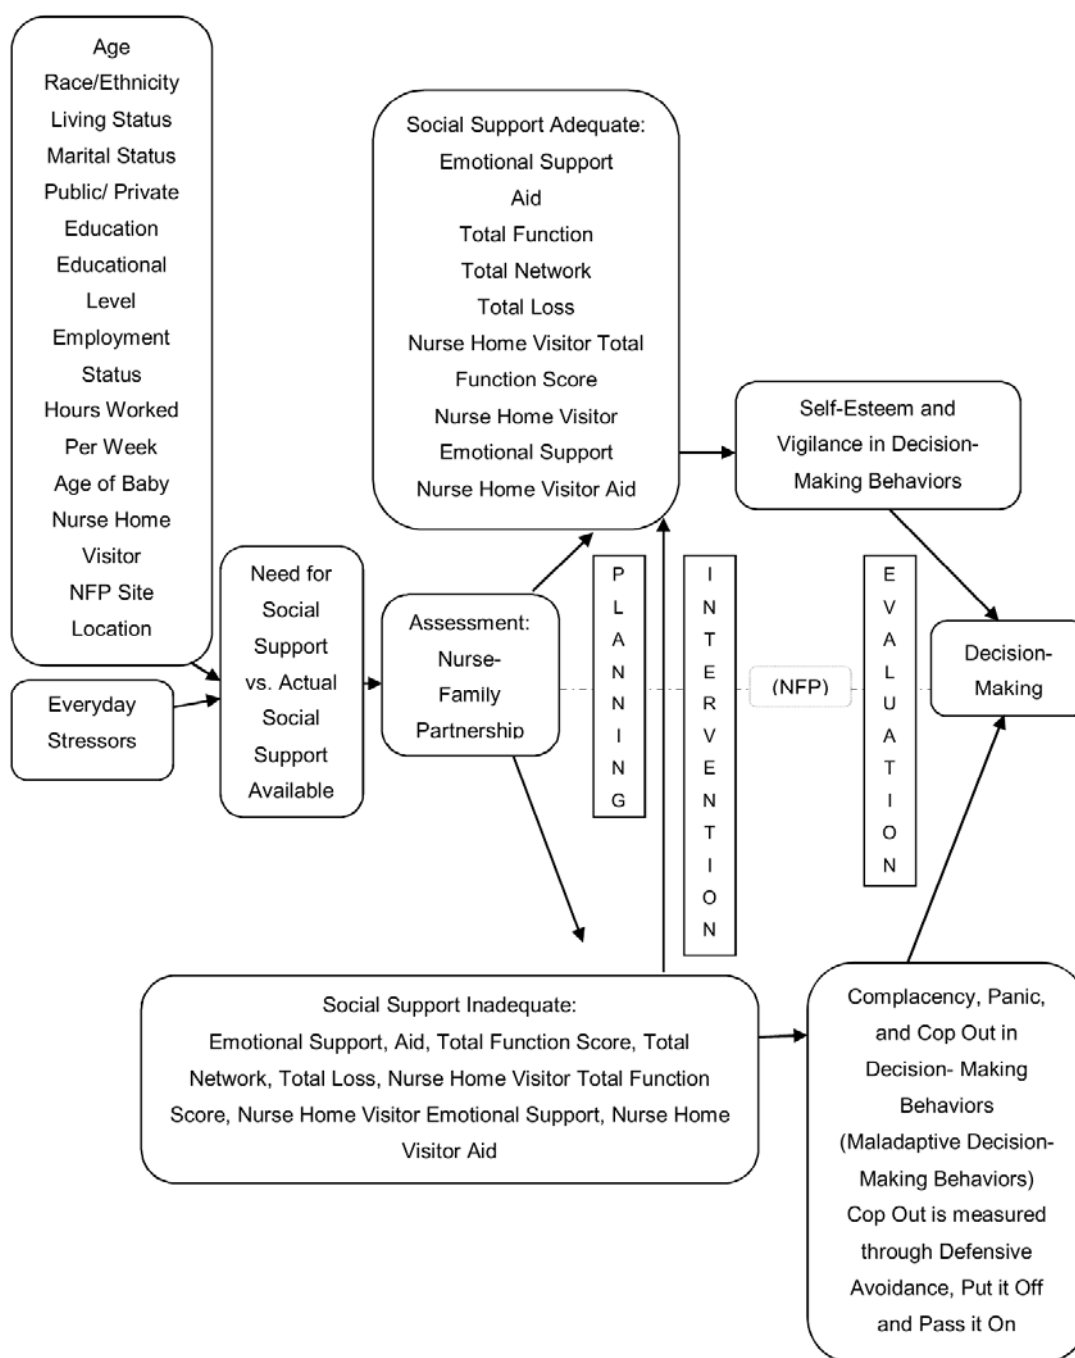 Age
Race/Ethnicity
Living Status
Marital Status
Public/ Private
Education
Educational
Level
Employment
Status
Hours Worked
Per Week
Age of Baby
Nurse Home
Visitor
NFP Site
Location
Everyday
Stressors
Need for
Social
Support
vs. Actual
Social
Support
Available
Assessment:
Nurse-
Family
Partnership
Social Support Adequate:
Emotional Support
Aid
Total Function
Total Network
Total Loss
Nurse Home Visitor Total
Function Score
Nurse Home Visitor
Emotional Support
Nurse Home Visitor Aid
PLANNING
INTERVENTION
(NFP)
EVALUATION
Self-Esteem and
Vigilance in Decision-
Making Behaviors
Decision-
Making
Social Support Inadequate:
Emotional Support, Aid, Total Function Score, Total
Network, Total Loss, Nurse Home Visitor Total Function
Score, Nurse Home Visitor Emotional Support, Nurse Home
Visitor Aid
Complacency, Panic,
and Cop Out in
Decision- Making
Behaviors
(Maladaptive Decision-
Making Behaviors)
Cop Out is measured
through Defensive
Avoidance, Put it Off
and Pass it On